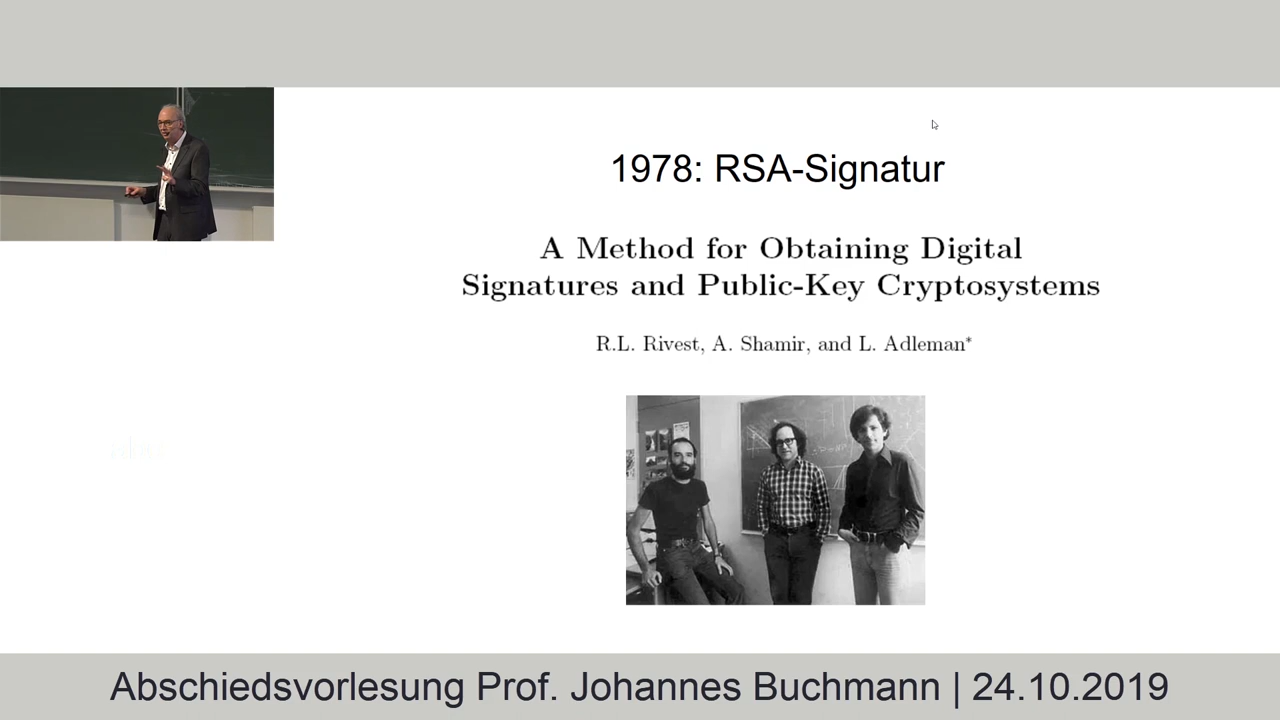 1978: RSA-Signatur
A Method for Obtaining Digital
Signatures and Public-Key Cryptosystems
R.L. Rivest, A. Shamir, and L. Adleman*
Abschiedsvorlesung Prof. Johannes Buchmann | 24.10.2019